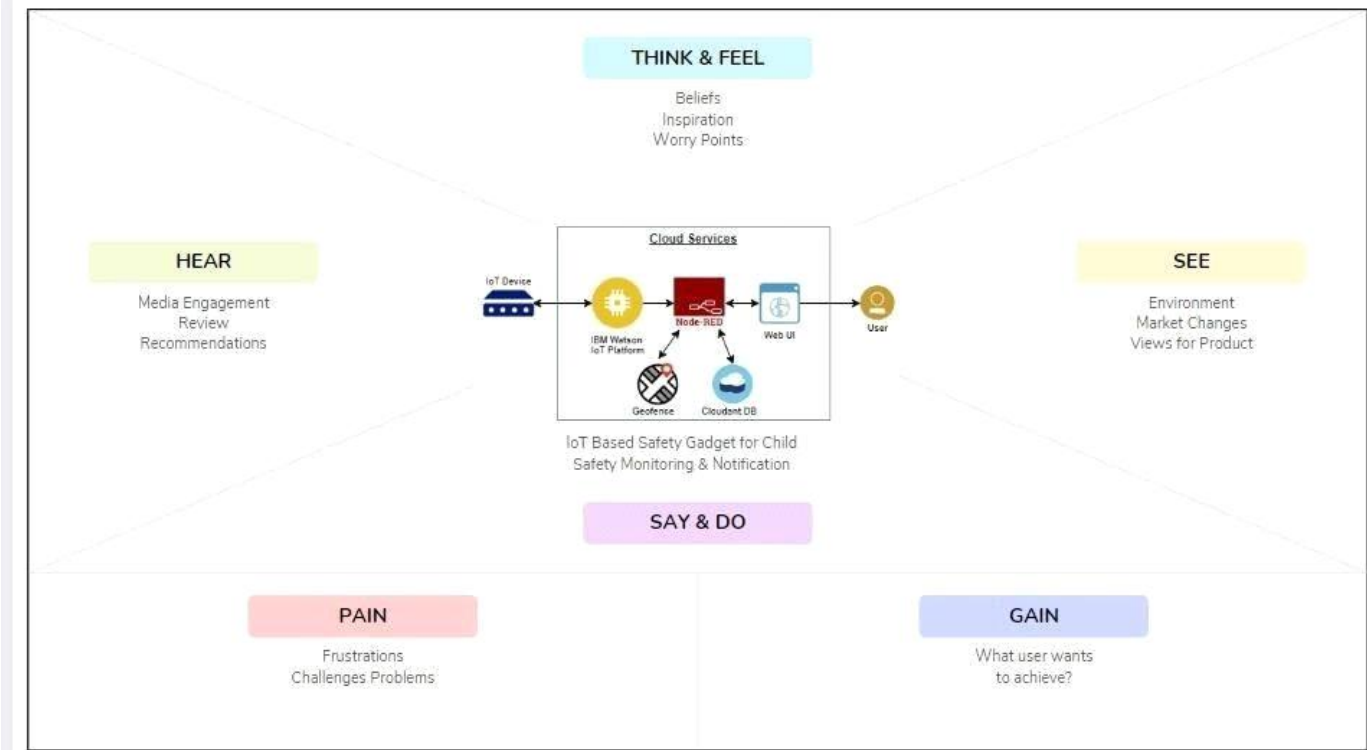 THINK & FEEL
Beliefs
Inspiration
Worry Points
HEAR
Media Engagement
Review
Recommendations
Cloud Services
IoT Device
IBM Watson
IoT Platform
Node-RED
Web UI
User
Geofence
Cloudant DB
IoT Based Safety Gadget for Child
Safety Monitoring & Notification
SEE
Environment
Market Changes
Views for Product
SAY & DO
PAIN
Frustrations
Challenges Problems
GAIN
What user wants
to achieve?